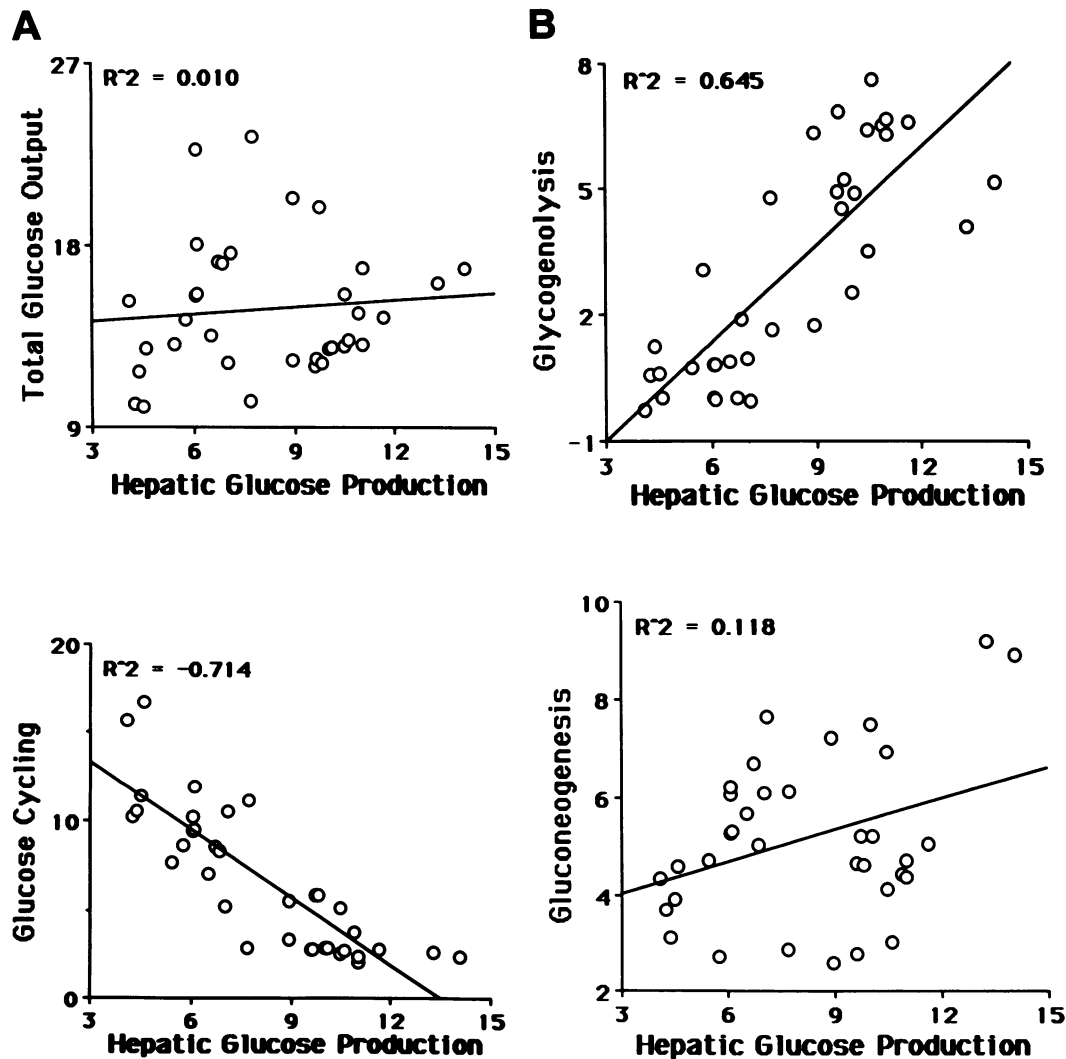 A
27
R^2 = 0.010
18
9
Total Glucose Output
3 6 9 12 15
Hepatic Glucose Production
B
8
R^2 = 0.645
5
2
-1
Glycogenolysis
3 6 9 12 15
Hepatic Glucose Production
20
R^2 = -0.714
10
0
Glucose Cycling
3 6 9 12 15
Hepatic Glucose Production
10
R^2 = 0.118
8
6
4
2
Gluconeogenesis
3 6 9 12 15
Hepatic Glucose Production